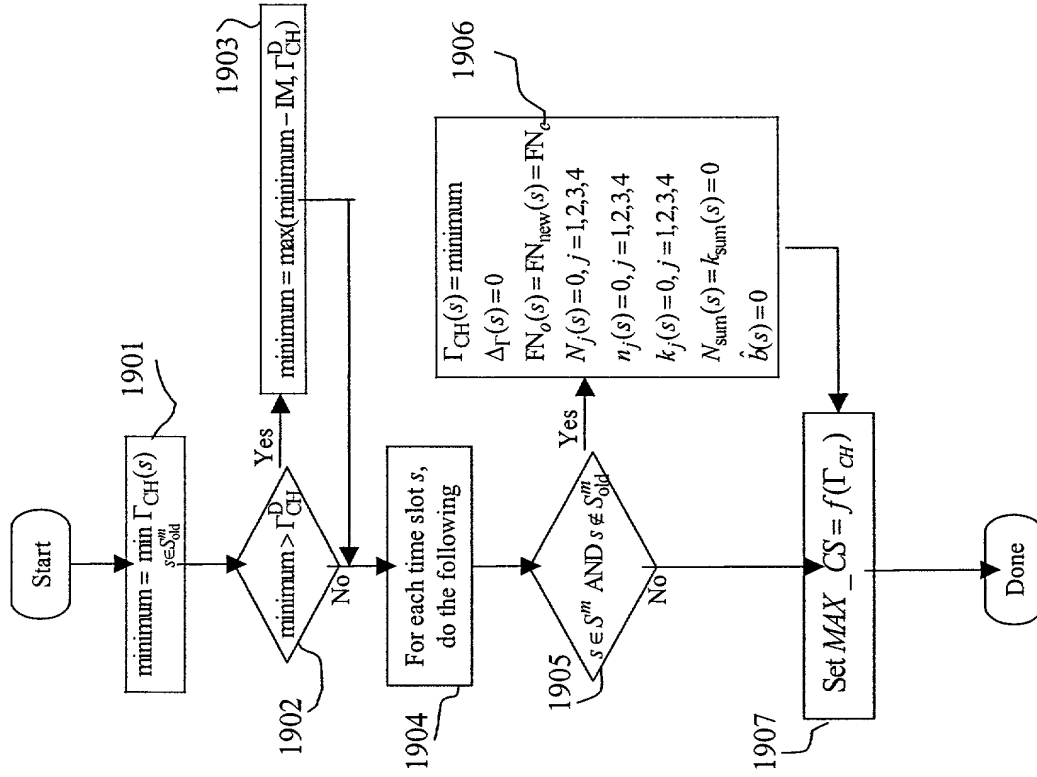 Start
1901
minimum = min Γ_CH(s)
s∈S^m_old
1902
minimum > Γ^D_CH
Yes
No
1903
minimum = max(minimum − IM, Γ^D_CH)
1904
For each time slot s,
do the following
1905
s ∈ S^m AND s ∉ S^m_old
Yes
No
1906
Γ_CH(s) = minimum
Δ_Γ(s) = 0
FN_o(s) = FN_new(s) = FN_c
N_j(s) = 0, j = 1,2,3,4
n_j(s) = 0, j = 1,2,3,4
k_j(s) = 0, j = 1,2,3,4
N_sum(s) = k_sum(s) = 0
b̂(s) = 0
1907
Set MAX_CS = f(Γ_CH)
Done